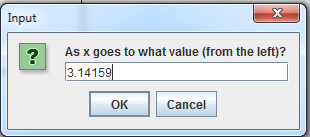 Input
As x goes to what value (from the left)?
3.14159
OK Cancel